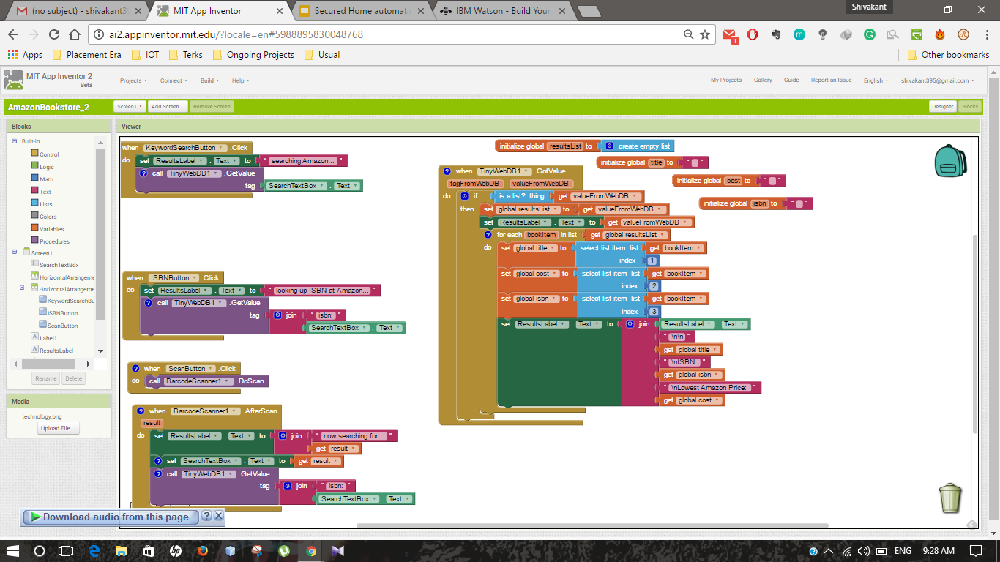 (no subject) - shivakant3
MIT App Inventor
Secured Home automatic
IBM Watson - Build Your
Shivakant
ai2.appinventor.mit.edu/?locale=en#5988895830048768
1
Apps
Placement Era
IOT
Terks
Ongoing Projects
Usual
Other bookmarks
MIT App Inventor 2
Beta
Projects
Connect
Build
Help
My Projects
Gallery
Guide
Report an Issue
English
shivakant395@gmail.com
AmazonBookstore_2
Screen1
Add Screen ...
Remove Screen
Designer
Blocks
Blocks
Built-in
Control
Logic
Math
Text
Lists
Colors
Variables
Procedures
Screen1
SearchTextBox
HorizontalArrangeme
HorizontalArrangeme
KeywordSearchBu
ISBNButton
ScanButton
Label1
ResultsLabel
Rename
Delete
Media
technology.png
Upload File ...
Viewer
when KeywordSearchButton .Click
do set ResultsLabel . Text to " searching Amazon... "
call TinyWebDB1 .GetValue
tag SearchTextBox . Text
when ISBNButton .Click
do set ResultsLabel . Text to " looking up ISBN at Amazon... "
call TinyWebDB1 .GetValue
tag join " isbn: "
SearchTextBox . Text
when ScanButton .Click
do call BarcodeScanner1 .DoScan
when BarcodeScanner1 .AfterScan
result
do set ResultsLabel . Text to join " now searching for... "
get result
set SearchTextBox . Text to get result
call TinyWebDB1 .GetValue
tag join " isbn: "
SearchTextBox . Text
initialize global resultsList to create empty list
initialize global title to " "
initialize global cost to " "
initialize global isbn to " "
when TinyWebDB1 .GotValue
tagFromWebDB valueFromWebDB
do if is a list? thing get valueFromWebDB
then set global resultsList to get valueFromWebDB
set ResultsLabel . Text to get valueFromWebDB
for each bookItem in list get global resultsList
do set global title to select list item list get bookItem
index 1
set global cost to select list item list get bookItem
index 2
set global isbn to select list item list get bookItem
index 3
set ResultsLabel . Text to join ResultsLabel . Text
" \n\n "
get global title
" \nISBN: "
get global isbn
" \nLowest Amazon Price: "
get global cost
Download audio from this page
? X
ENG
9:28 AM